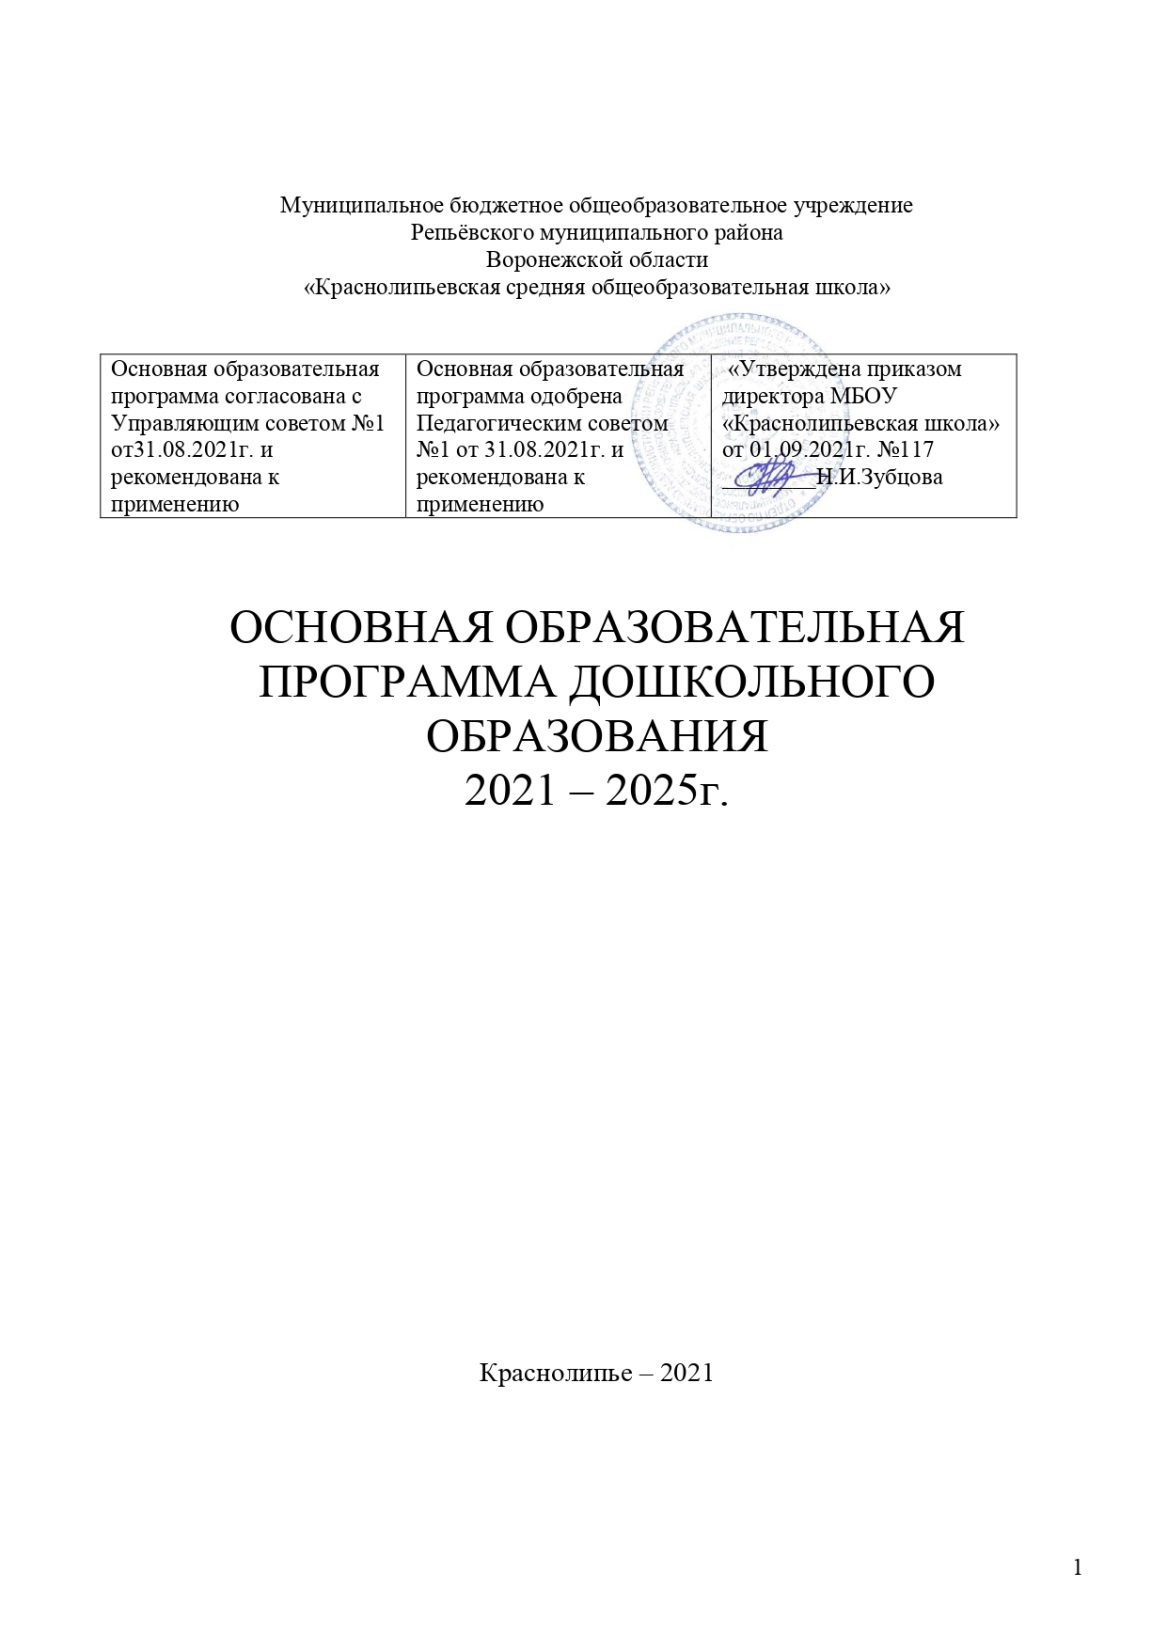 Муниципальное бюджетное общеобразовательное учреждение
Репьёвского муниципального района
Воронежской области
«Краснолипьевская средняя общеобразовательная школа»
Основная образовательная
программа согласована с
Управляющим советом №1
от31.08.2021г. и
рекомендована к
применению
Основная образовательная
программа одобрена
Педагогическим советом
№1 от 31.08.2021г. и
рекомендована к
применению
«Утверждена приказом
директора МБОУ
«Краснолипьевская школа»
от 01.09.2021г. №117
________Н.И.Зубцова
ОСНОВНАЯ ОБРАЗОВАТЕЛЬНАЯ
ПРОГРАММА ДОШКОЛЬНОГО
ОБРАЗОВАНИЯ
2021 – 2025г.
Краснолипье – 2021
1